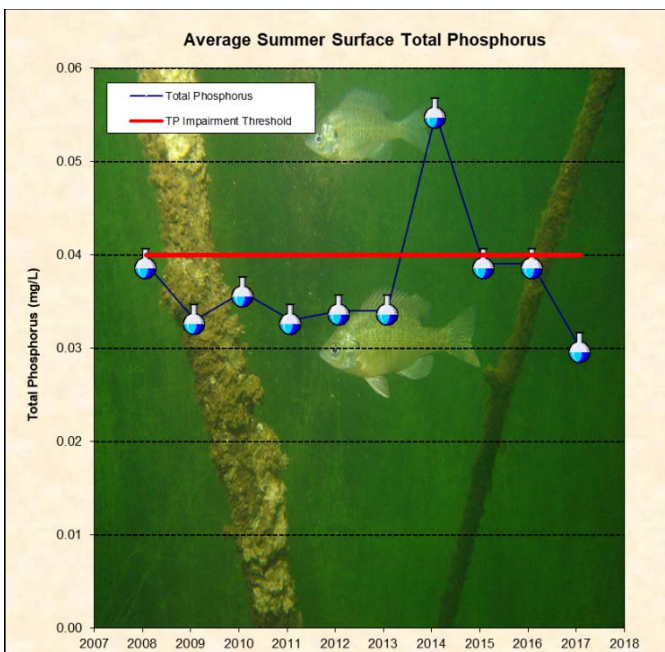 Average Summer Surface Total Phosphorus
Total Phosphorus
TP Impairment Threshold
Total Phosphorus (mg/L)
0.06
0.05
0.04
0.03
0.02
0.01
0.00
2007 2008 2009 2010 2011 2012 2013 2014 2015 2016 2017 2018